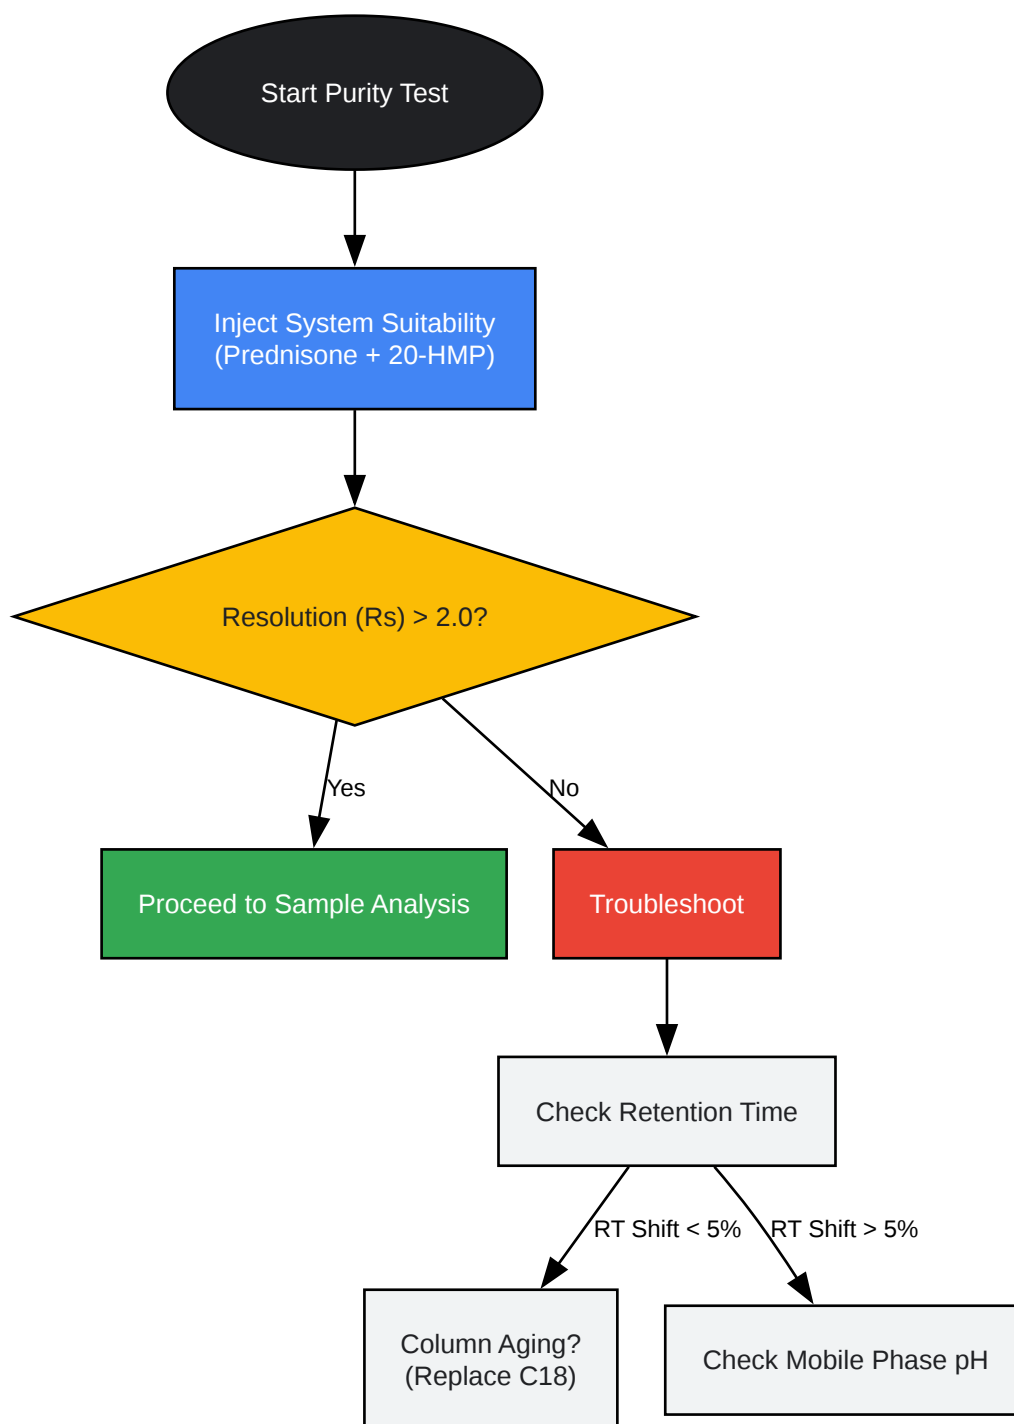 Start Purity Test
Inject System Suitability
(Prednisone + 20-HMP)
Resolution (Rs) > 2.0?
Yes
No
Proceed to Sample Analysis
Troubleshoot
Check Retention Time
RT Shift < 5%
RT Shift > 5%
Column Aging?
(Replace C18)
Check Mobile Phase pH